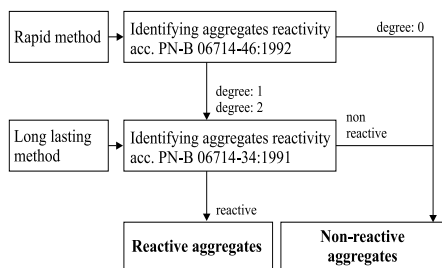 Rapid method
Identifying aggregates reactivity
acc. PN-B 06714-46:1992
degree: 0
degree: 1
degree: 2
Long lasting
method
Identifying aggregates reactivity
acc. PN-B 06714-34:1991
non
reactive
reactive
Reactive aggregates
Non-reactive
aggregates